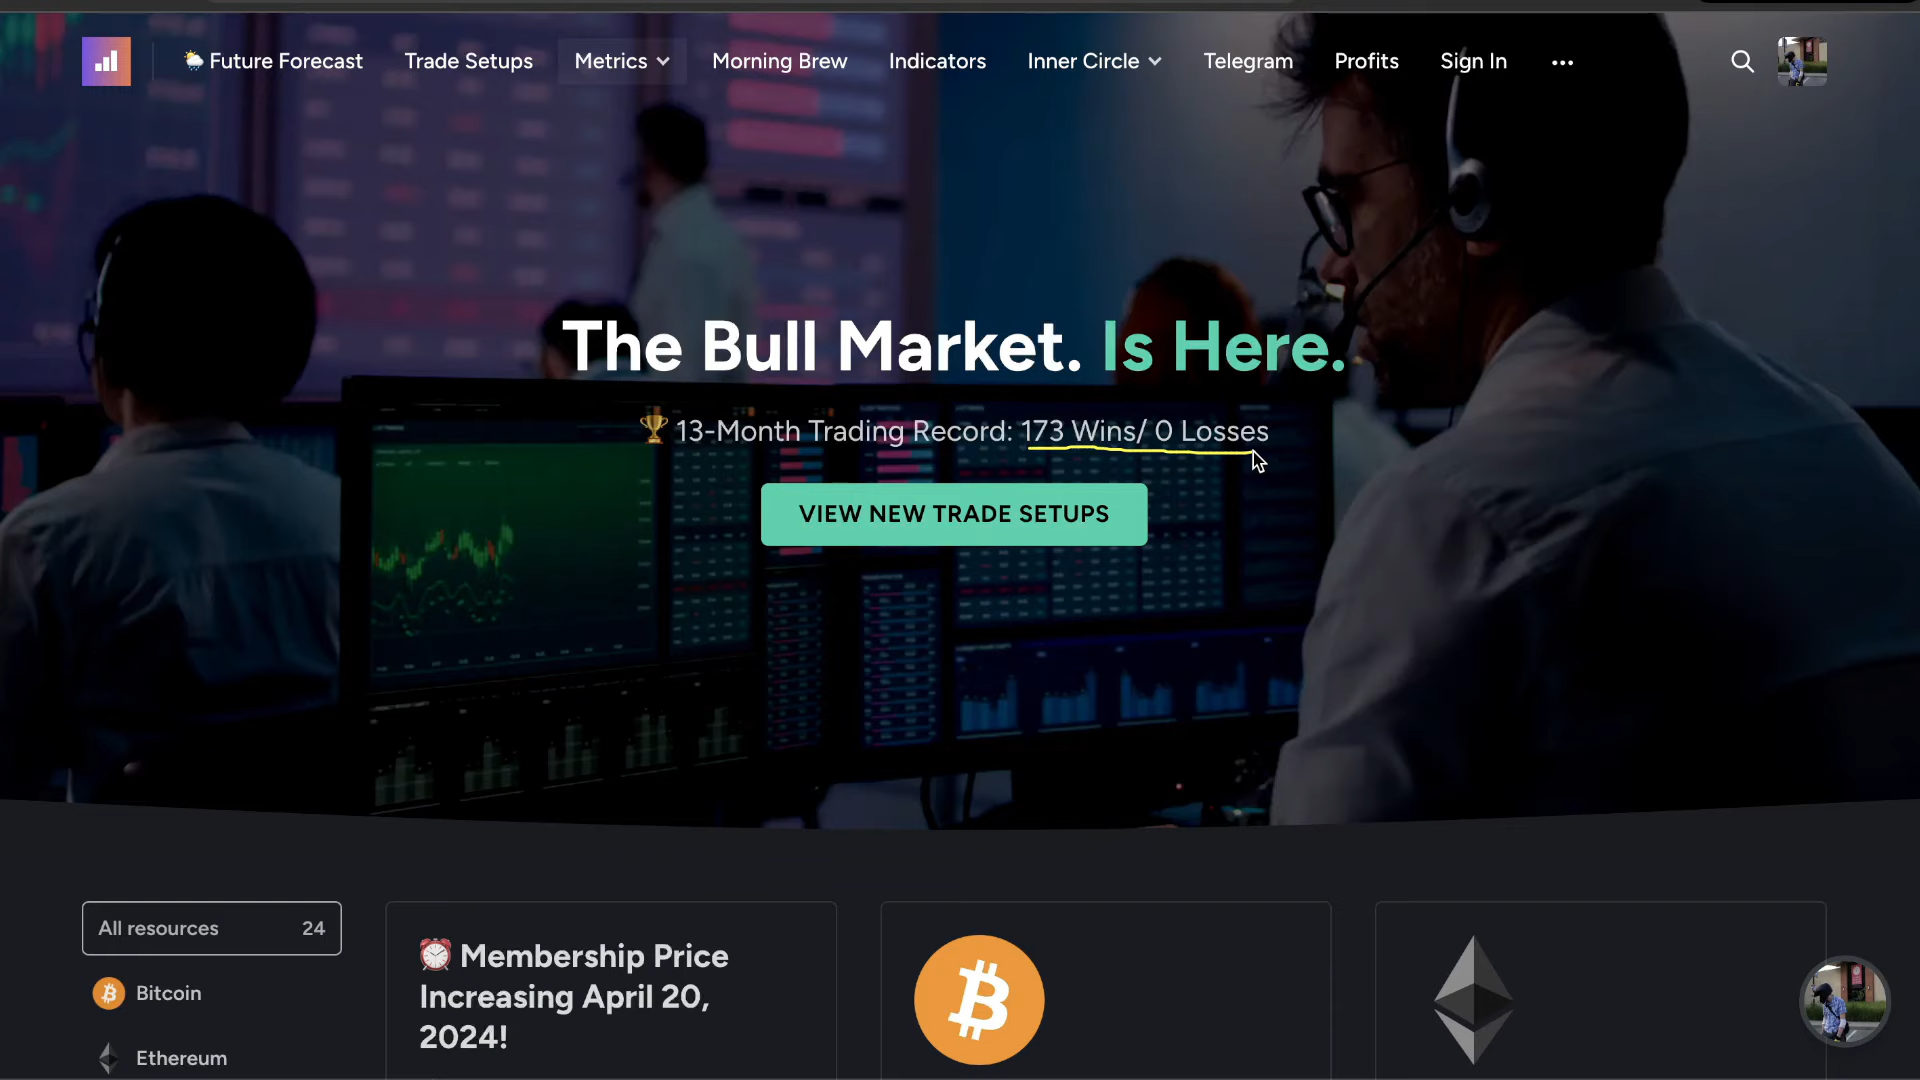 🌦 Future Forecast
Trade Setups
Metrics
Morning Brew
Indicators
Inner Circle
Telegram
Profits
Sign In
The Bull Market. Is Here.
🏆 13-Month Trading Record: 173 Wins/ 0 Losses
VIEW NEW TRADE SETUPS
All resources 24
Bitcoin
Ethereum
⏰ Membership Price
Increasing April 20,
2024!